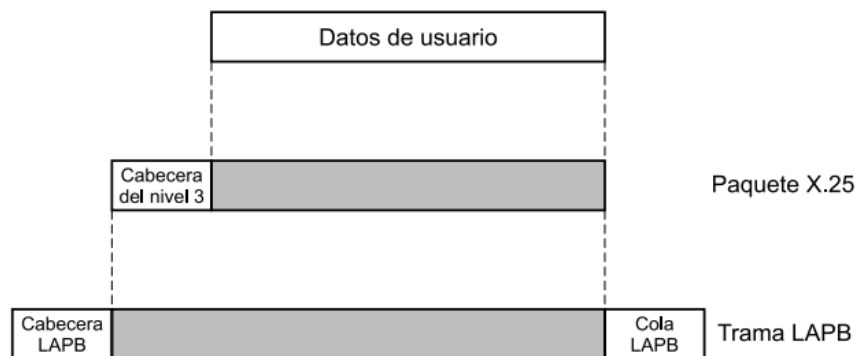 Datos de usuario
Cabecera
del nivel 3
Paquete X.25
Cabecera
LAPB
Cola
LAPB
Trama LAPB